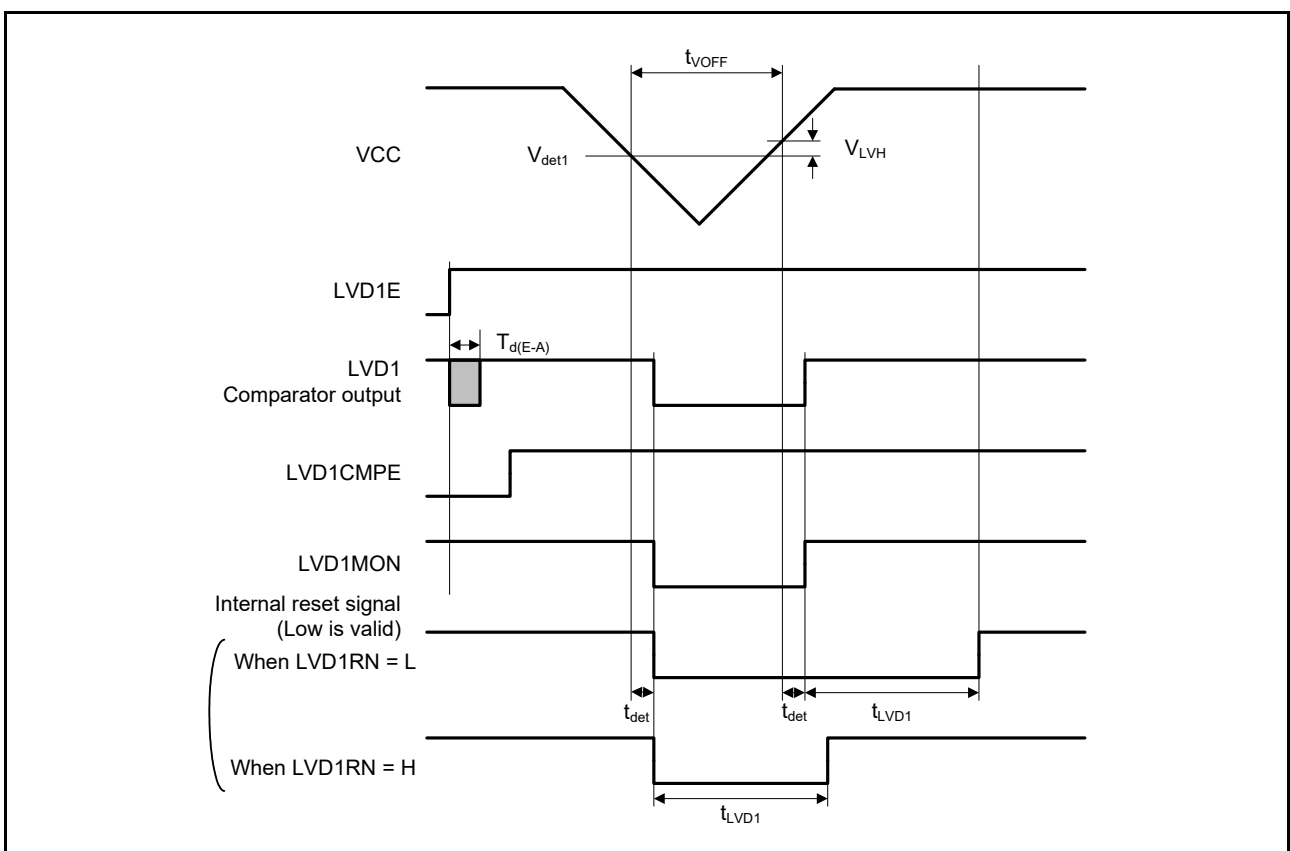 tVOFF
VCC
Vdet1
VLVH
LVD1E
Td(E-A)
LVD1
Comparator output
LVD1CMPE
LVD1MON
Internal reset signal
(Low is valid)
When LVD1RN = L
tdet
tdet
tLVD1
When LVD1RN = H
tLVD1